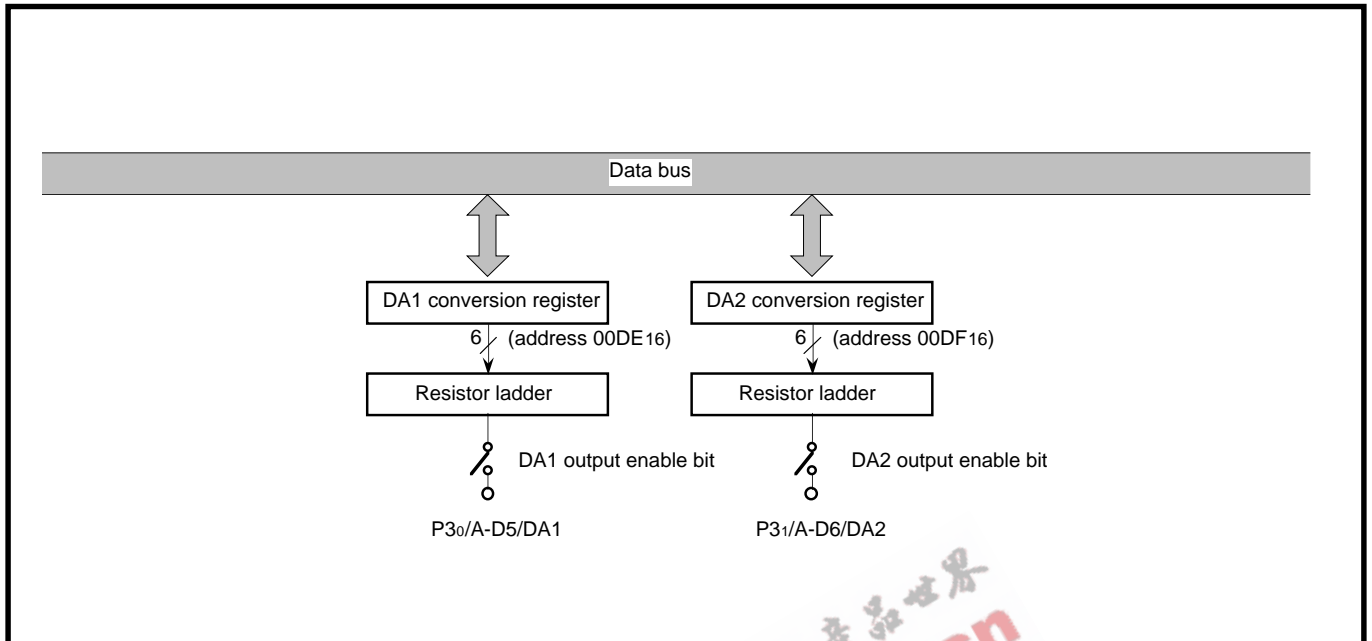 Data bus
DA1 conversion register
DA2 conversion register
6 (address 00DE16)
6 (address 00DF16)
Resistor ladder
Resistor ladder
DA1 output enable bit
DA2 output enable bit
P30/A-D5/DA1
P31/A-D6/DA2